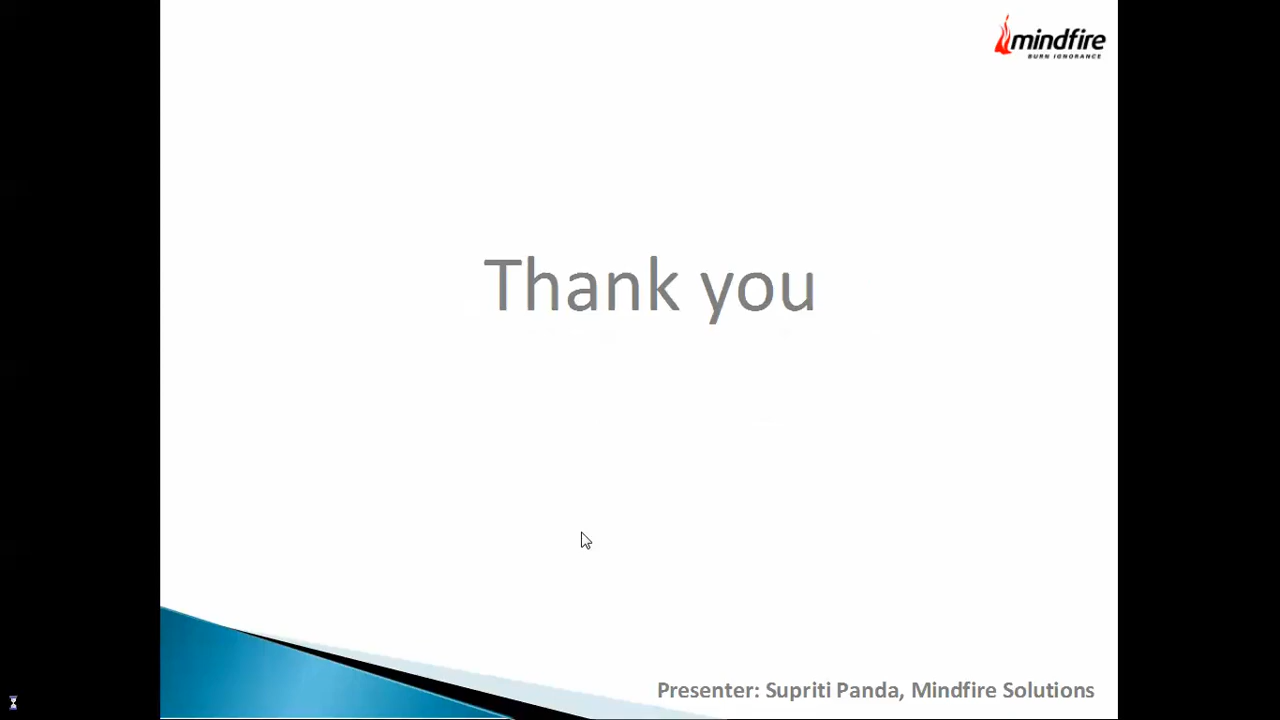 mindfire
BURN IGNORANCE
Thank you
Presenter: Supriti Panda, Mindfire Solutions